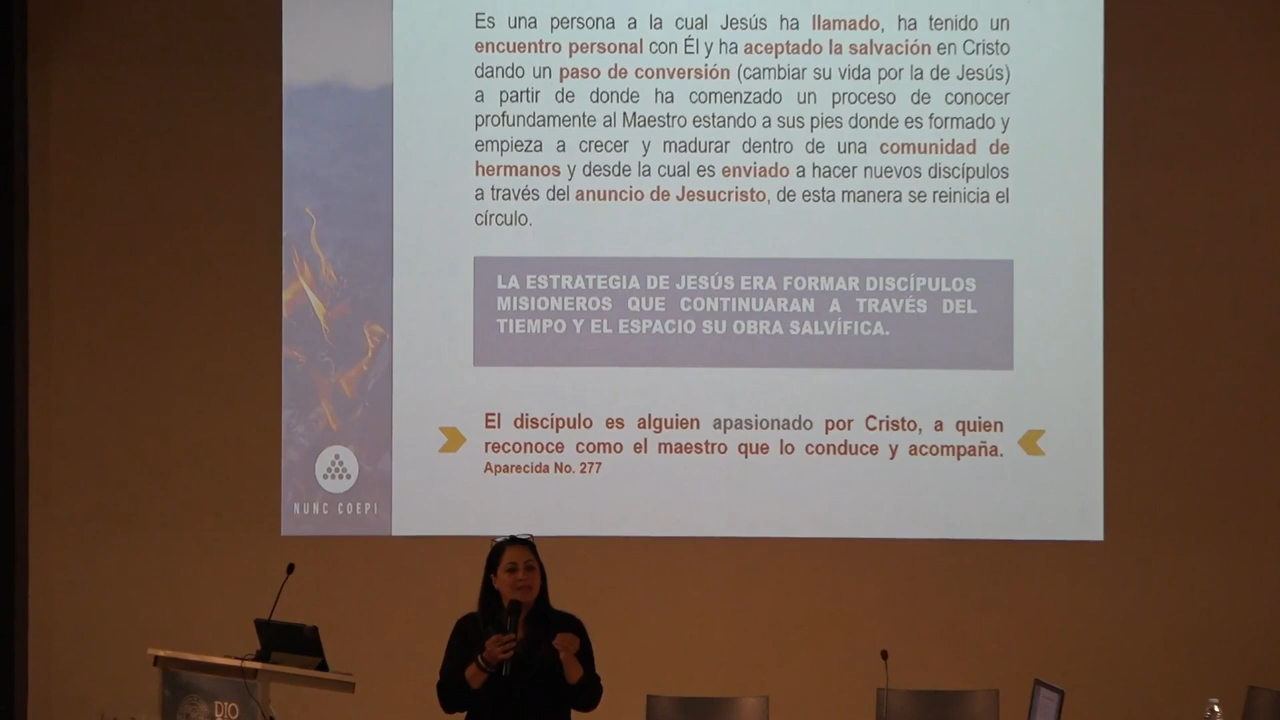 Es una persona a la cual Jesús ha llamado, ha tenido un
encuentro personal con Él y ha aceptado la salvación en Cristo
dando un paso de conversión (cambiar su vida por la de Jesús)
a partir de donde ha comenzado un proceso de conocer
profundamente al Maestro estando a sus pies donde es formado y
empieza a crecer y madurar dentro de una comunidad de
hermanos y desde la cual es enviado a hacer nuevos discípulos
a través del anuncio de Jesucristo, de esta manera se reinicia el
círculo.
LA ESTRATEGIA DE JESÚS ERA FORMAR DISCÍPULOS
MISIONEROS QUE CONTINUARAN A TRAVÉS DEL
TIEMPO Y EL ESPACIO SU OBRA SALVÍFICA.
El discípulo es alguien apasionado por Cristo, a quien
reconoce como el maestro que lo conduce y acompaña.
Aparecida No. 277
NUNC COEPI
DIO